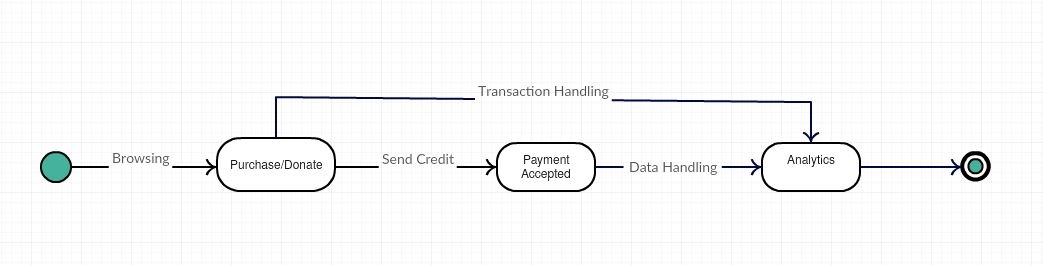 Transaction Handling
Browsing
Purchase/Donate
Send Credit
Payment
Accepted
Data Handling
Analytics